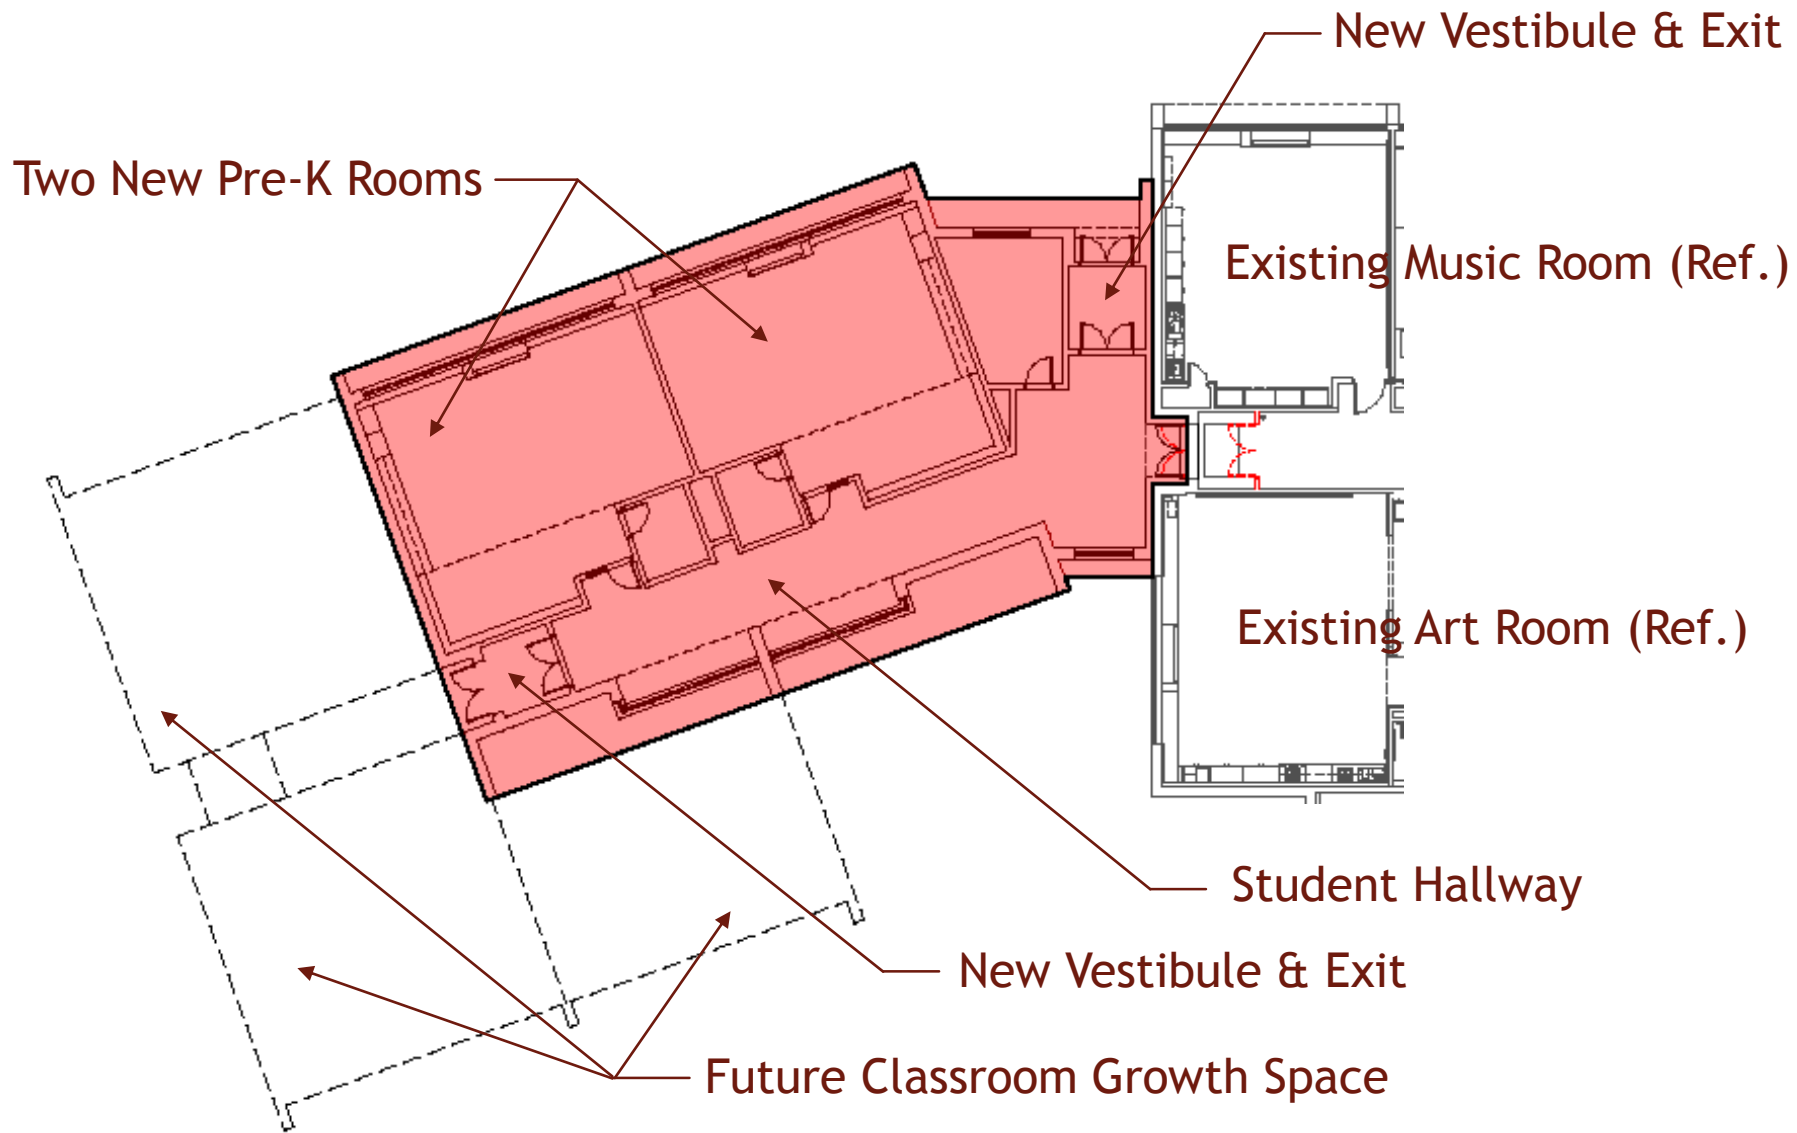 New Vestibule & Exit
Two New Pre-K Rooms
Existing Music Room (Ref.)
Existing Art Room (Ref.)
Student Hallway
New Vestibule & Exit
Future Classroom Growth Space